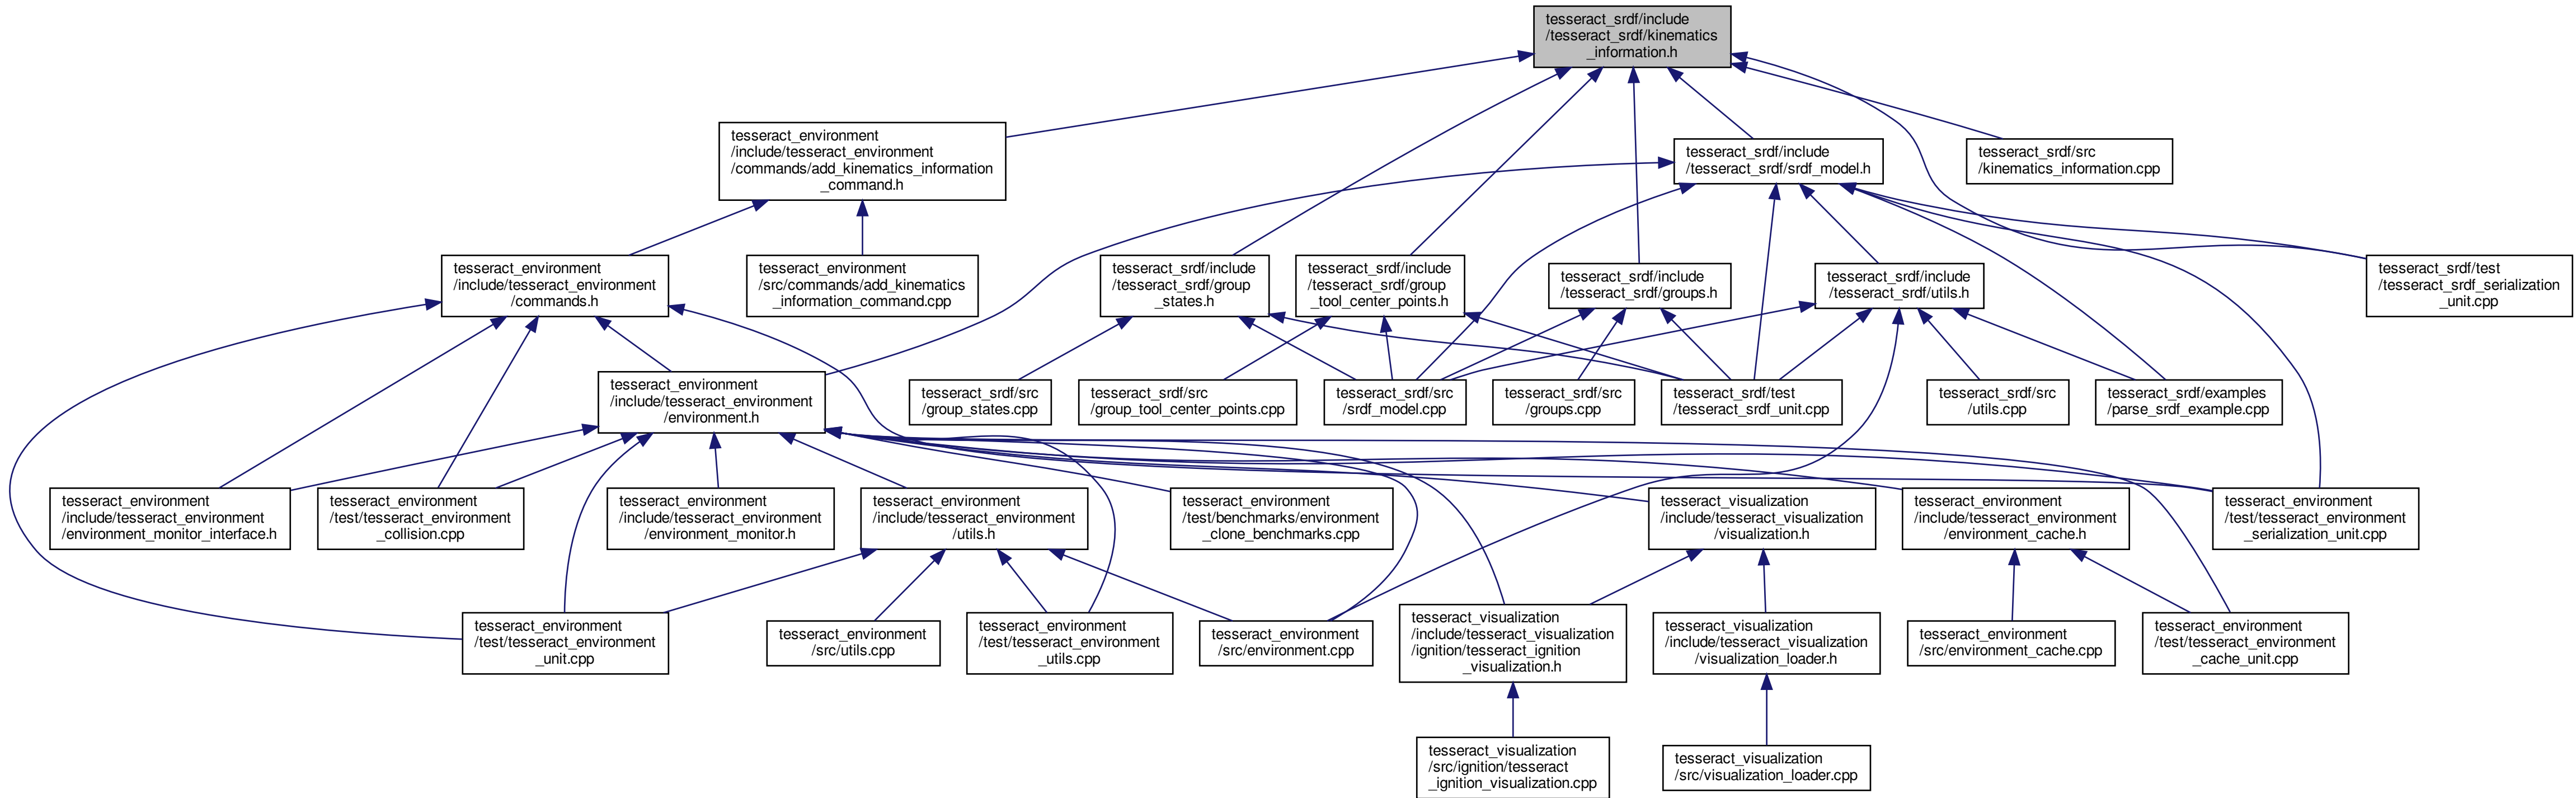 tesseract_srdf/include
/tesseract_srdf/kinematics
_information.h
tesseract_environment
/include/tesseract_environment
/commands/add_kinematics_information
_command.h
tesseract_srdf/include
/tesseract_srdf/srdf_model.h
tesseract_srdf/src
/kinematics_information.cpp
tesseract_environment
/include/tesseract_environment
/commands.h
tesseract_environment
/src/commands/add_kinematics
_information_command.cpp
tesseract_srdf/include
/tesseract_srdf/group
_states.h
tesseract_srdf/include
/tesseract_srdf/group
_tool_center_points.h
tesseract_srdf/include
/tesseract_srdf/groups.h
tesseract_srdf/include
/tesseract_srdf/utils.h
tesseract_srdf/test
/tesseract_srdf_serialization
_unit.cpp
tesseract_environment
/include/tesseract_environment
/environment.h
tesseract_srdf/src
/group_states.cpp
tesseract_srdf/src
/group_tool_center_points.cpp
tesseract_srdf/src
/srdf_model.cpp
tesseract_srdf/src
/groups.cpp
tesseract_srdf/test
/tesseract_srdf_unit.cpp
tesseract_srdf/src
/utils.cpp
tesseract_srdf/examples
/parse_srdf_example.cpp
tesseract_environment
/include/tesseract_environment
/environment_monitor_interface.h
tesseract_environment
/test/tesseract_environment
_collision.cpp
tesseract_environment
/include/tesseract_environment
/environment_monitor.h
tesseract_environment
/include/tesseract_environment
/utils.h
tesseract_environment
/test/benchmarks/environment
_clone_benchmarks.cpp
tesseract_visualization
/include/tesseract_visualization
/visualization.h
tesseract_environment
/include/tesseract_environment
/environment_cache.h
tesseract_environment
/test/tesseract_environment
_serialization_unit.cpp
tesseract_environment
/test/tesseract_environment
_unit.cpp
tesseract_environment
/src/utils.cpp
tesseract_environment
/test/tesseract_environment
_utils.cpp
tesseract_environment
/src/environment.cpp
tesseract_visualization
/include/tesseract_visualization
/ignition/tesseract_ignition
_visualization.h
tesseract_visualization
/include/tesseract_visualization
/visualization_loader.h
tesseract_environment
/src/environment_cache.cpp
tesseract_environment
/test/tesseract_environment
_cache_unit.cpp
tesseract_visualization
/src/ignition/tesseract
_ignition_visualization.cpp
tesseract_visualization
/src/visualization_loader.cpp